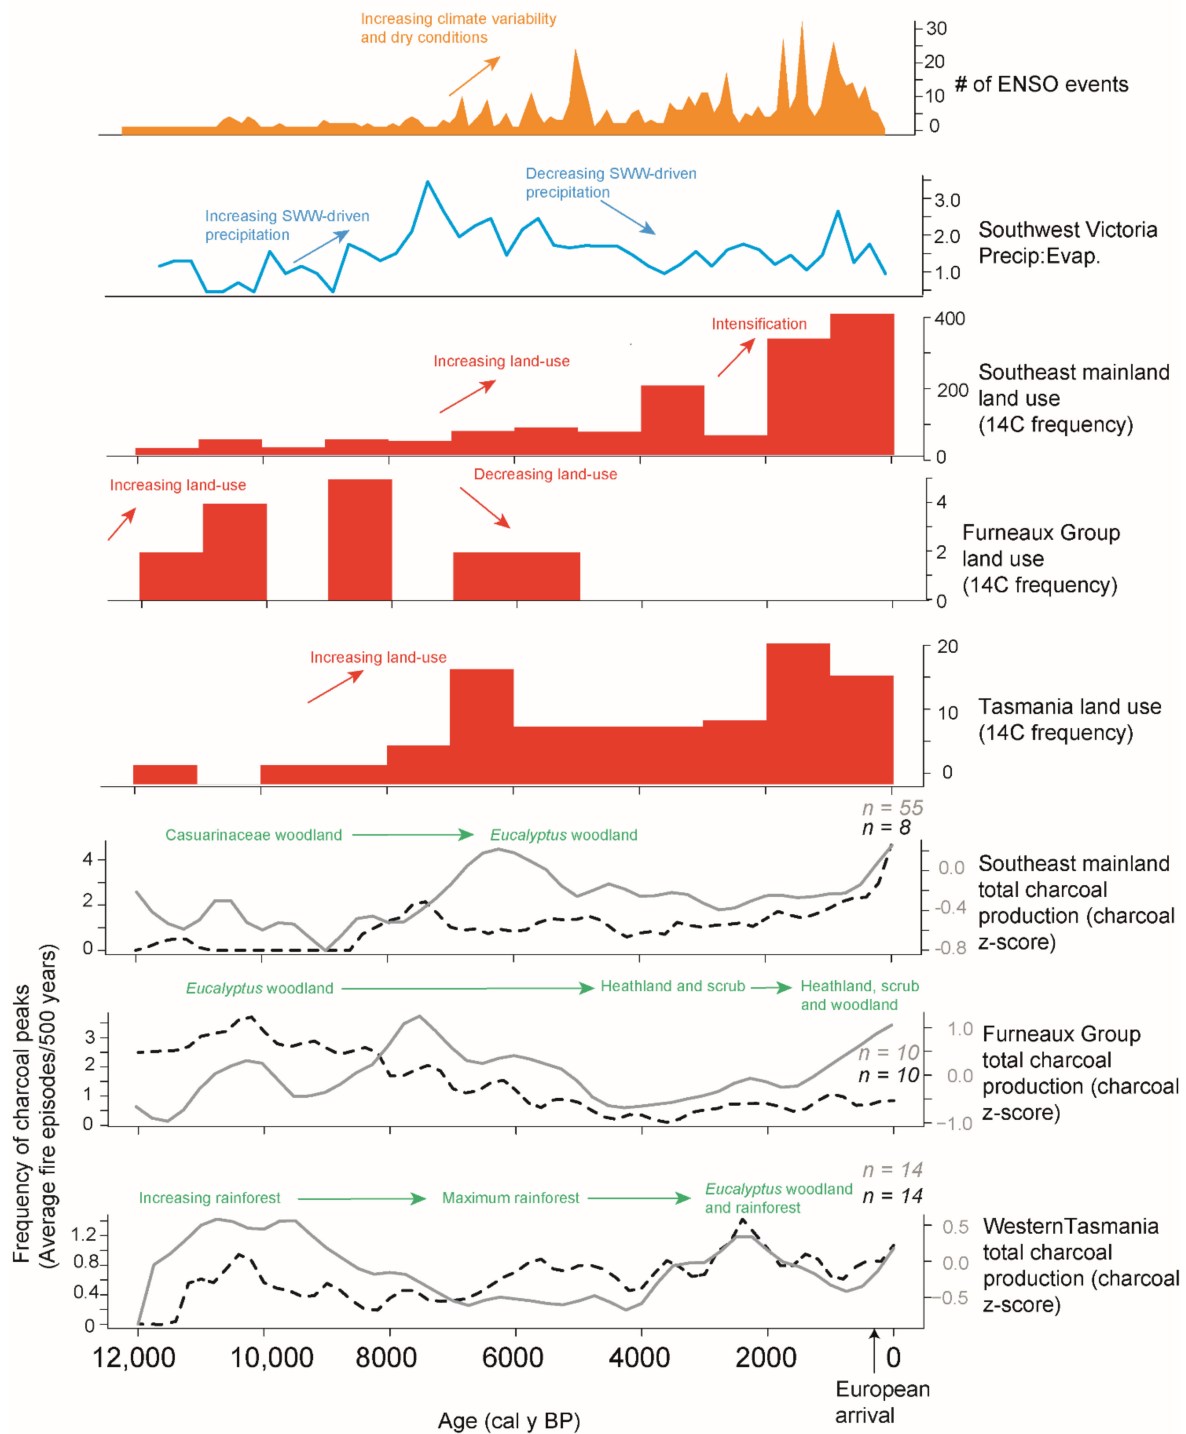 Increasing climate variability
and dry conditions
30
20
10
0
# of ENSO events
Increasing SWW-driven
precipitation
Decreasing SWW-driven
precipitation
3.0
2.0
1.0
Southwest Victoria
Precip:Evap.
Increasing land-use
Intensification
400
200
0
Southeast mainland
land use
(14C frequency)
Increasing land-use
Decreasing land-use
4
2
0
Furneaux Group
land use
(14C frequency)
Increasing land-use
20
10
0
Tasmania land use
(14C frequency)
n = 55
n = 8
Casuarinaceae woodland
Eucalyptus woodland
4
2
0
0.0
-0.4
-0.8
Southeast mainland
total charcoal
production (charcoal
z-score)
Eucalyptus woodland
Heathland and scrub
Heathland, scrub
and woodland
3
2
1
0
n = 10
n = 10
1.0
0.0
−1.0
Furneaux Group
total charcoal
production (charcoal
z-score)
n = 14
n = 14
Increasing rainforest
Maximum rainforest
Eucalyptus woodland
and rainforest
1.2
0.8
0.4
0
0.5
0.0
−0.5
WesternTasmania
total charcoal
production (charcoal
z-score)
Frequency of charcoal peaks
(Average fire episodes/500 years)
12,000
10,000
8000
6000
4000
2000
0
European
arrival
Age (cal y BP)